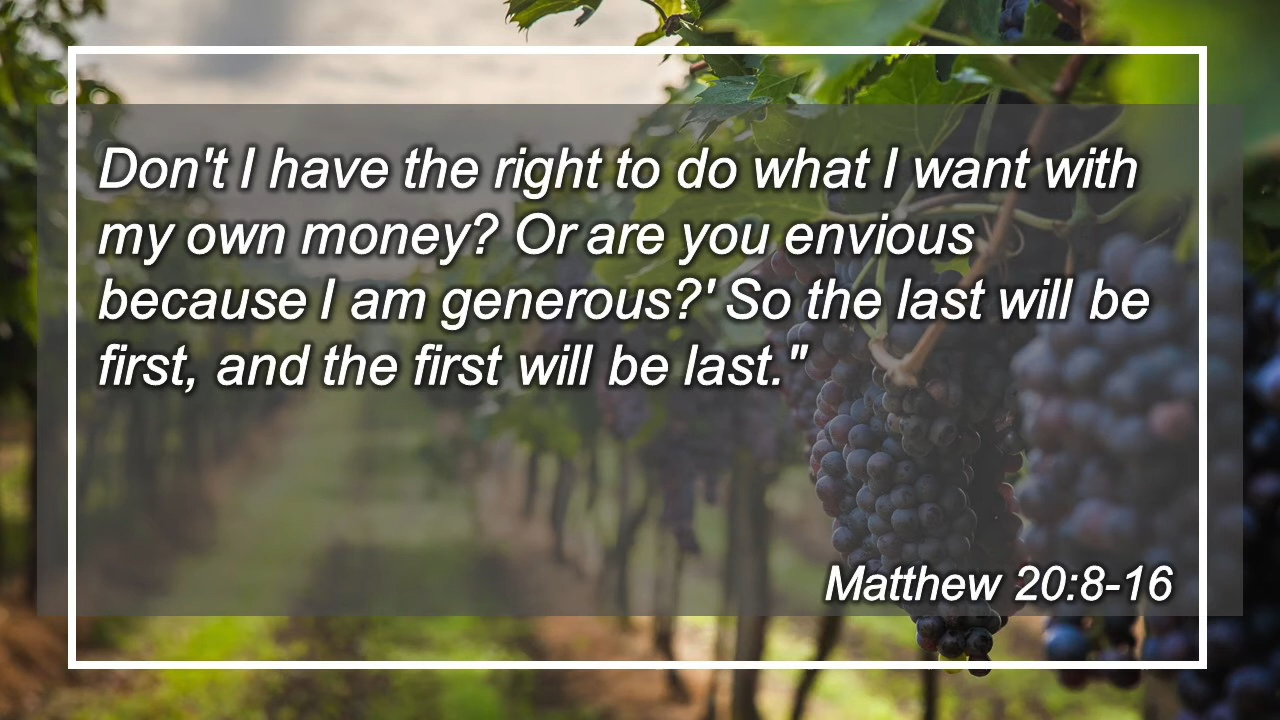 Don't I have the right to do what I want with
my own money? Or are you envious
because I am generous?' So the last will be
first, and the first will be last."
Matthew 20:8-16